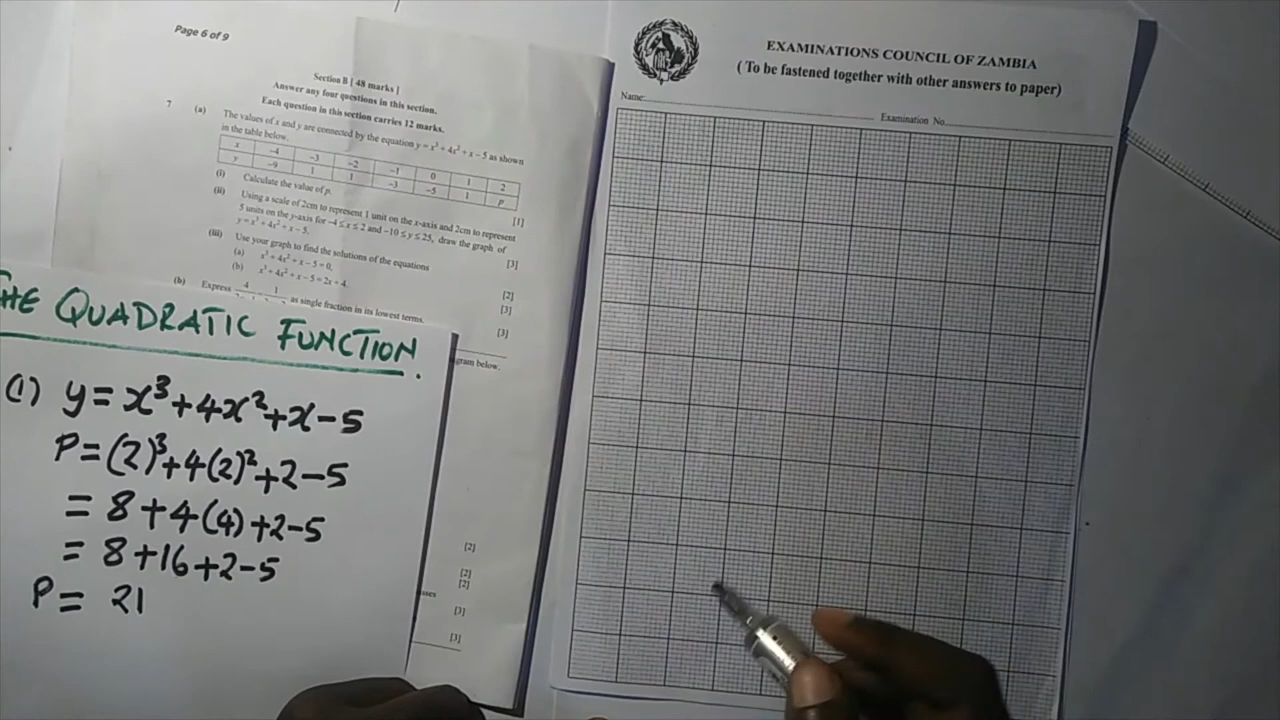 Page 6 of 9
Section B [ 48 marks ]
Answer any four questions in this section.
Each question in this section carries 12 marks.
7 (a) The values of x and y are connected by the equation y = x³ + 4x² + x – 5 as shown
in the table below.
x –4 –3 –2 –1 0 1 2
y –9 1 1 –3 –5 1 p
(i) Calculate the value of p. [1]
(ii) Using a scale of 2cm to represent 1 unit on the x-axis and 2cm to represent
5 units on the y-axis for –4 ≤ x ≤ 2 and –10 ≤ y ≤ 25, draw the graph of
y = x³ + 4x² + x – 5. [3]
(iii) Use your graph to find the solutions of the equations
(a) x³ + 4x² + x – 5 = 0, [2]
(b) x³ + 4x² + x – 5 = 2x + 4. [3]
(b) Express 4 1 as single fraction in its lowest terms. [3]
gram below.
[2]
[2]
[2]
sses
[3]
[3]
HE QUADRATIC FUNCTION.
(1) y = x³ + 4x² + x – 5
P = (2)³ + 4(2)² + 2 – 5
= 8 + 4(4) + 2 – 5
= 8 + 16 + 2 – 5
P = 21
EXAMINATIONS COUNCIL OF ZAMBIA
( To be fastened together with other answers to paper)
Name: Examination No.